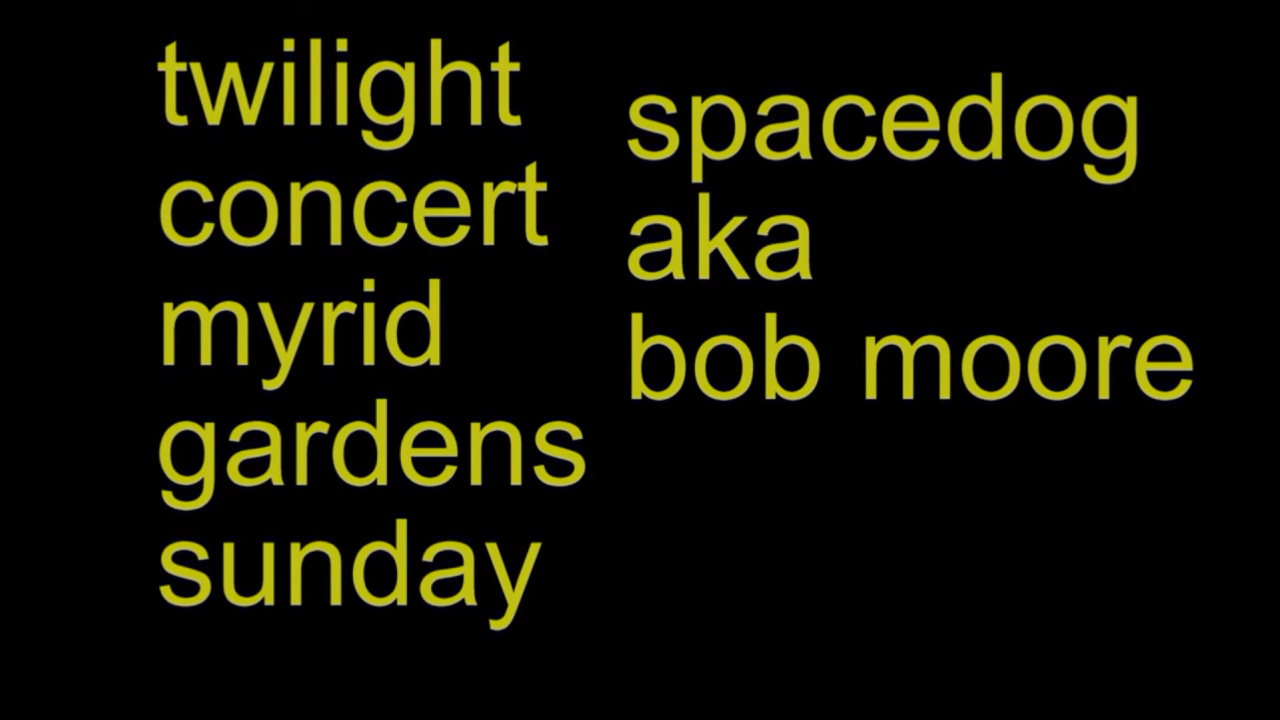 twilight
concert
myrid
gardens
sunday
spacedog
aka
bob moore